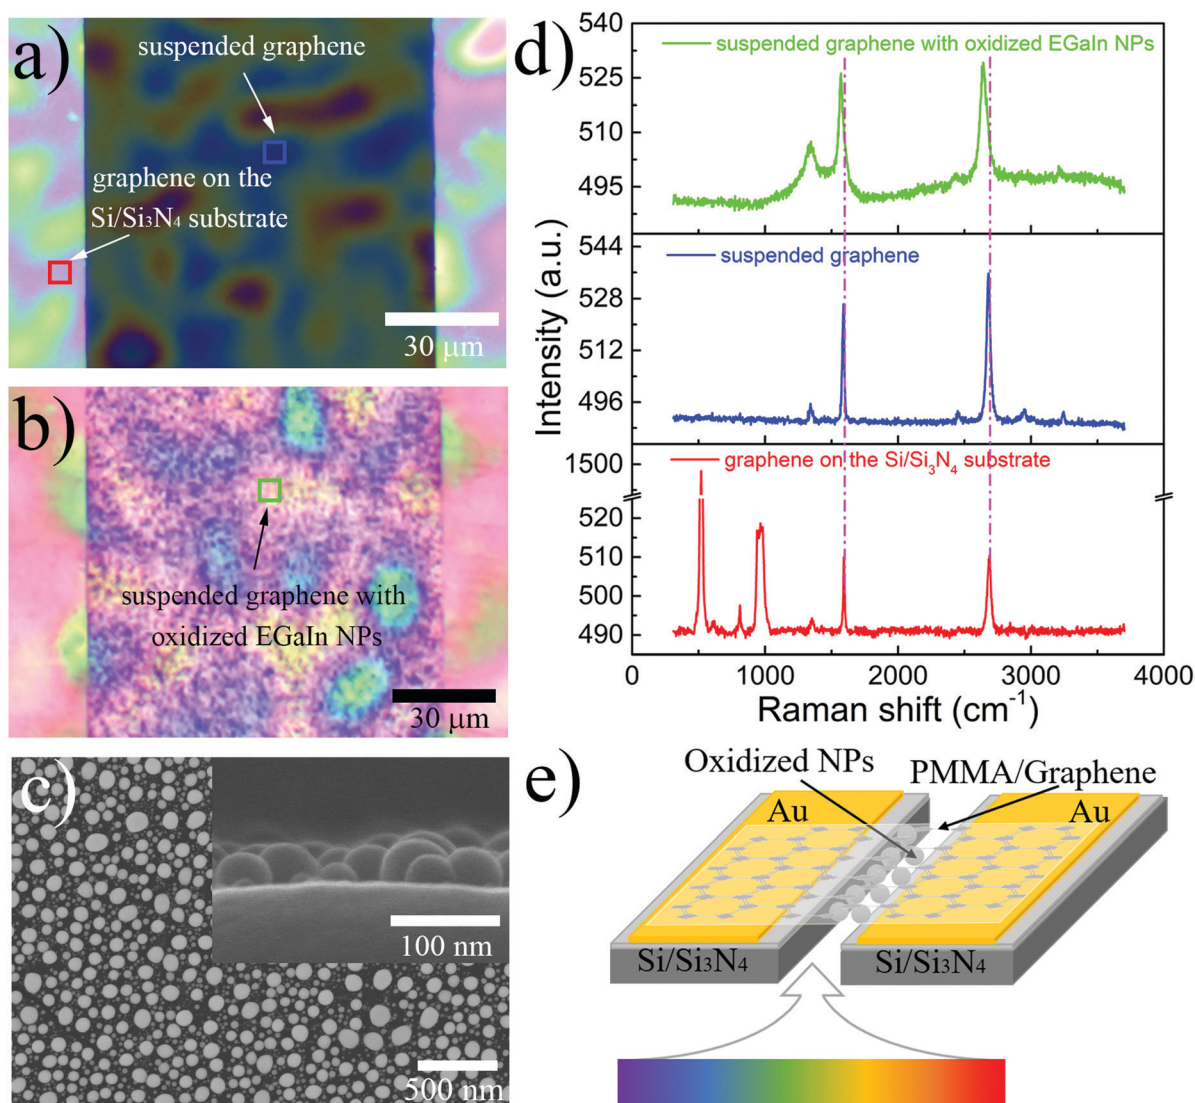 a)
suspended graphene
graphene on the
Si/Si₃N₄ substrate
30 μm
b)
suspended graphene with
oxidized EGaIn NPs
30 μm
c)
100 nm
500 nm
d)
540
525
510
495
544
528
512
496
1500
520
510
500
490
suspended graphene with oxidized EGaIn NPs
suspended graphene
graphene on the Si/Si₃N₄ substrate
Intensity (a.u.)
0
1000
2000
3000
4000
Raman shift (cm⁻¹)
e)
Oxidized NPs
PMMA/Graphene
Au
Au
Si/Si₃N₄
Si/Si₃N₄